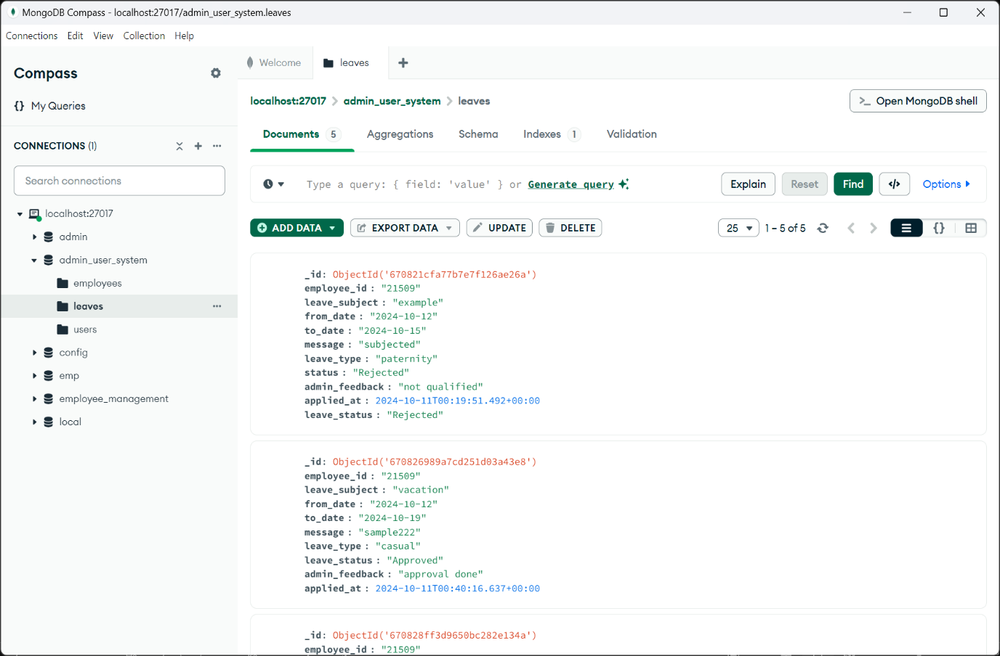 MongoDB Compass - localhost:27017/admin_user_system.leaves
Connections Edit View Collection Help
Compass
{} My Queries
CONNECTIONS (1)
Search connections
localhost:27017
admin
admin_user_system
employees
leaves
users
config
emp
employee_management
local
Welcome
leaves
localhost:27017 > admin_user_system > leaves
>_ Open MongoDB shell
Documents 5 Aggregations Schema Indexes 1 Validation
Type a query: { field: 'value' } or Generate query
Explain Reset Find </> Options
ADD DATA EXPORT DATA UPDATE DELETE
25 1 – 5 of 5 {}
_id: ObjectId('670821cfa77b7e7f126ae26a')
employee_id : "21509"
leave_subject : "example"
from_date : "2024-10-12"
to_date : "2024-10-15"
message : "subjected"
leave_type : "paternity"
status : "Rejected"
admin_feedback : "not qualified"
applied_at : 2024-10-11T00:19:51.492+00:00
leave_status : "Rejected"
_id: ObjectId('670826989a7cd251d03a43e8')
employee_id : "21509"
leave_subject : "vacation"
from_date : "2024-10-12"
to_date : "2024-10-19"
message : "sample222"
leave_type : "casual"
leave_status : "Approved"
admin_feedback : "approval done"
applied_at : 2024-10-11T00:40:16.637+00:00
_id: ObjectId('670828ff3d9650bc282e134a')
employee_id : "21509"